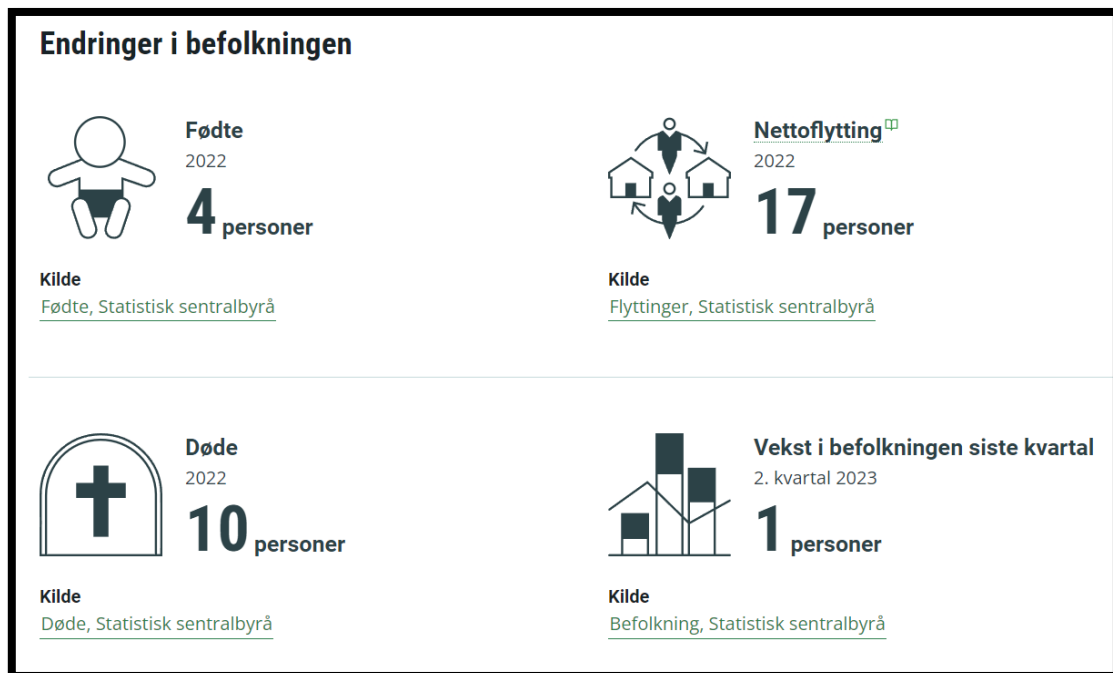 Endringer i befolkningen
Fødte
2022
4 personer
Kilde
Fødte, Statistisk sentralbyrå
Nettoflytting
2022
17 personer
Kilde
Flyttinger, Statistisk sentralbyrå
Døde
2022
10 personer
Kilde
Døde, Statistisk sentralbyrå
Vekst i befolkningen siste kvartal
2. kvartal 2023
1 personer
Kilde
Befolkning, Statistisk sentralbyrå